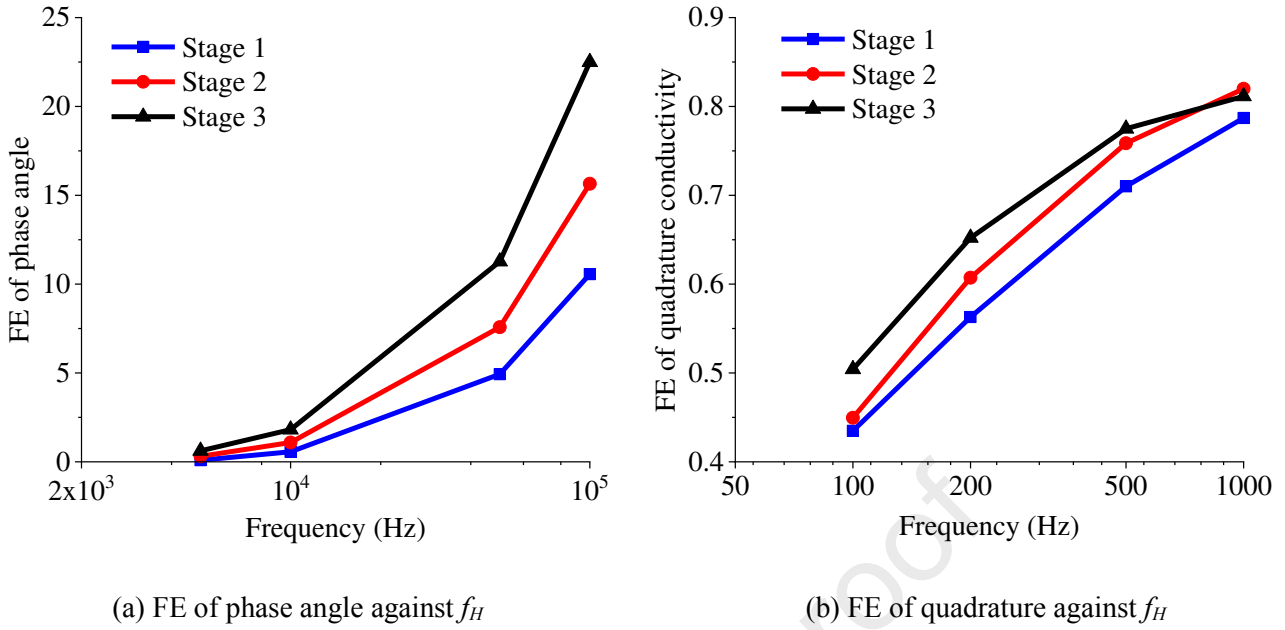 25
20
15
10
5
0
FE of phase angle
Stage 1
Stage 2
Stage 3
2x10³ 10⁴ 10⁵
Frequency (Hz)
(a) FE of phase angle against f_H
0.9
0.8
0.7
0.6
0.5
0.4
FE of quadrature conductivity
Stage 1
Stage 2
Stage 3
50 100 200 500 1000
Frequency (Hz)
(b) FE of quadrature against f_H
roof